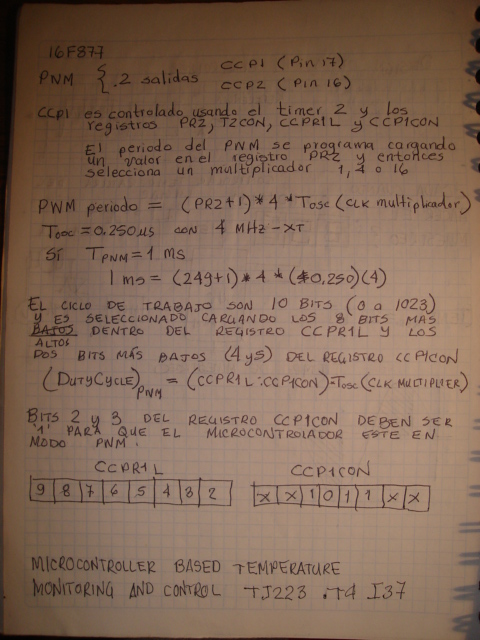 16F877
PNM { .2 salidas CCP1 (Pin 17)
CCP2 (Pin 16)
CCP1 es controlado usando el timer 2 y los
registros PR2, T2CON, CCPR1L y CCP1CON
El periodo del PNM se programa cargando
un valor en el registro PR2 y entonces
selecciona un multiplicador 1, 4 o 16
PWM periodo = (PR2+1)*4*Tosc(CLK multiplicador)
Tosc = 0.250 µs con 4 MHz-XT
Si TPNM = 1 ms
1 ms = (249+1)*4*(0,250)(4)
EL CICLO DE TRABAJO SON 10 BITS (0 a 1023)
Y ES SELECCIONADO CARGANDO LOS 8 BITS MAS
BAJOS DENTRO DEL REGISTRO CCPR1L Y LOS
ALTOS
DOS BITS MÁS BAJOS (4 y 5) DEL REGISTRO CCP1CON
(DUTYCYCLE)PNM = (CCPR1L:CCP1CON)*Tosc(CLK MULTIPLIER)
BITS 2 y 3 DEL REGISTRO CCP1CON DEBEN SER
'1' PARA QUE EL MICROCONTROLADOR ESTE EN
MODO PNM.
CCPR1L CCP1CON
9 8 7 6 5 4 3 2 X X 1 0 1 1 X X
MICROCONTROLLER BASED TEMPERATURE
MONITORING AND CONTROL TJ223 .T4 I37